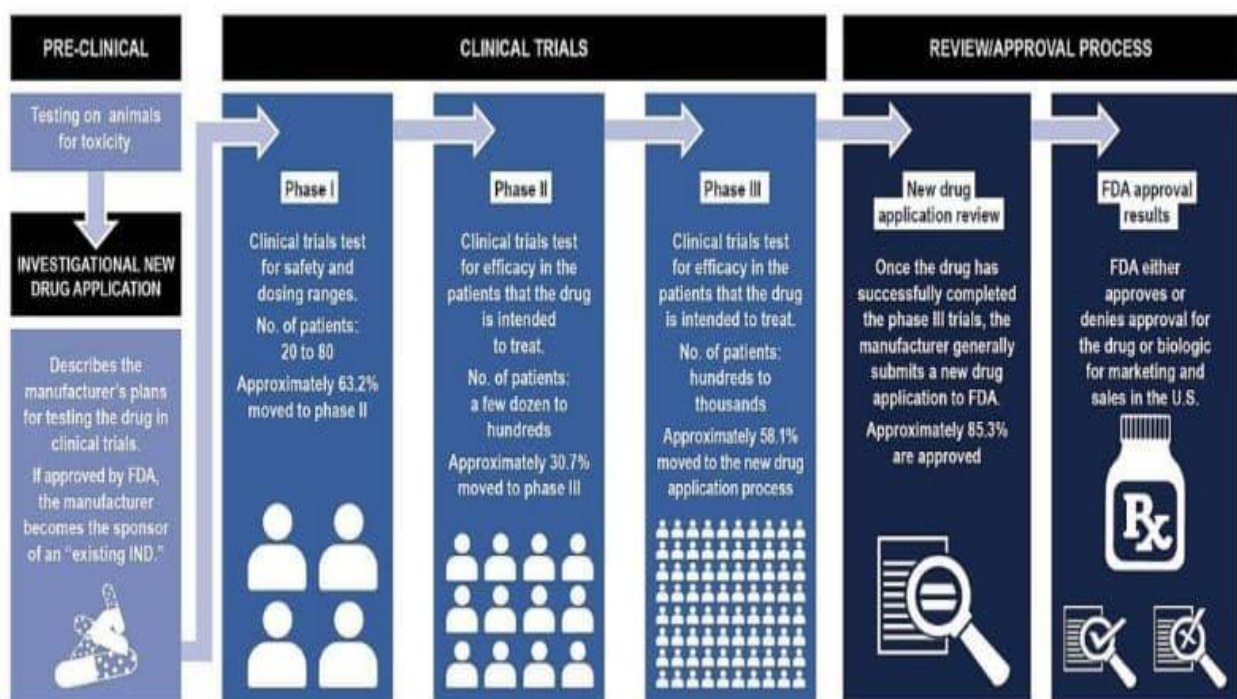 PRE-CLINICAL
Testing on animals
for toxicity
INVESTIGATIONAL NEW
DRUG APPLICATION
Describes the
manufacturer's plans
for testing the drug in
clinical trials.
If approved by FDA,
the manufacturer
becomes the sponsor
of an “existing IND.”
CLINICAL TRIALS
Phase I
Clinical trials test
for safety and
dosing ranges.
No. of patients:
20 to 80
Approximately 63.2%
moved to phase II
Phase II
Clinical trials test
for efficacy in the
patients that the drug
is intended
to treat.
No. of patients:
a few dozen to
hundreds
Approximately 30.7%
moved to phase III
Phase III
Clinical trials test
for efficacy in the
patients that the drug
is intended to treat.
No. of patients:
hundreds to
thousands
Approximately 58.1%
moved to the new drug
application process
REVIEW/APPROVAL PROCESS
New drug
application review
Once the drug has
successfully completed
the phase III trials, the
manufacturer generally
submits a new drug
application to FDA.
Approximately 85.3%
are approved
FDA approval
results
FDA either
approves or
denies approval for
the drug or biologic
for marketing and
sales in the U.S.
Rx